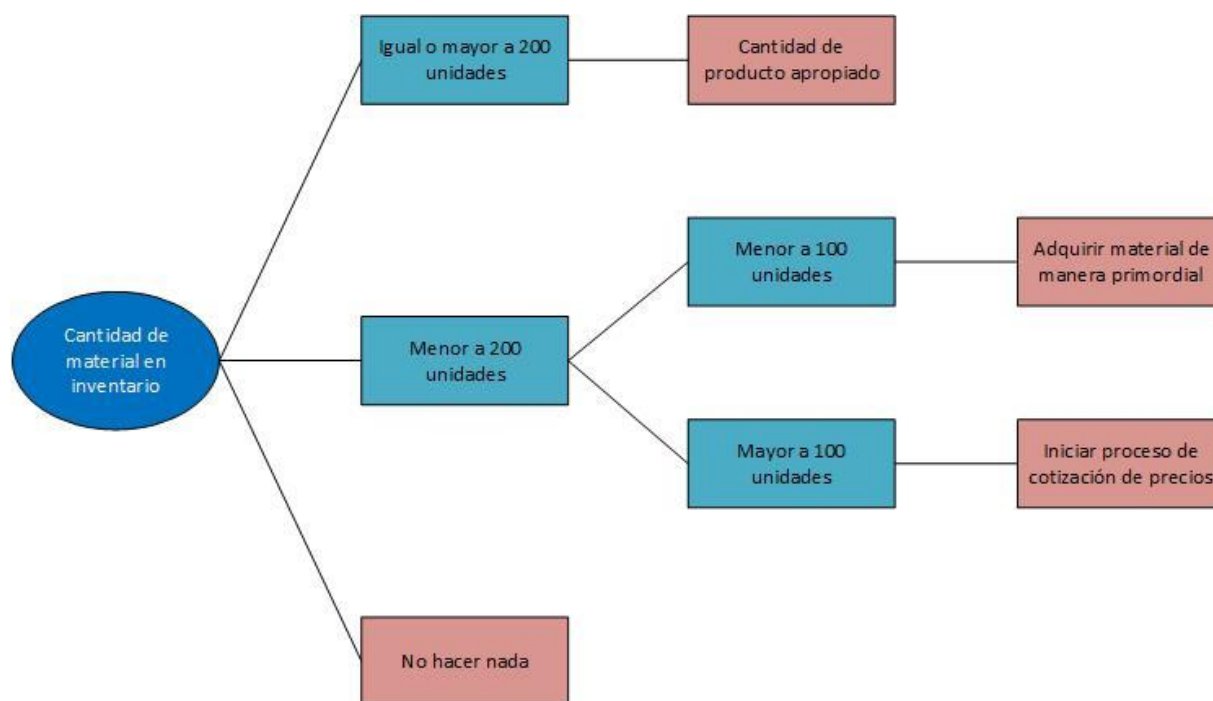 Igual o mayor a 200
unidades
Cantidad de
producto apropiado
Menor a 100
unidades
Adquirir material de
manera primordial
Cantidad de
material en
inventario
Menor a 200
unidades
Mayor a 100
unidades
Iniciar proceso de
cotización de precios
No hacer nada